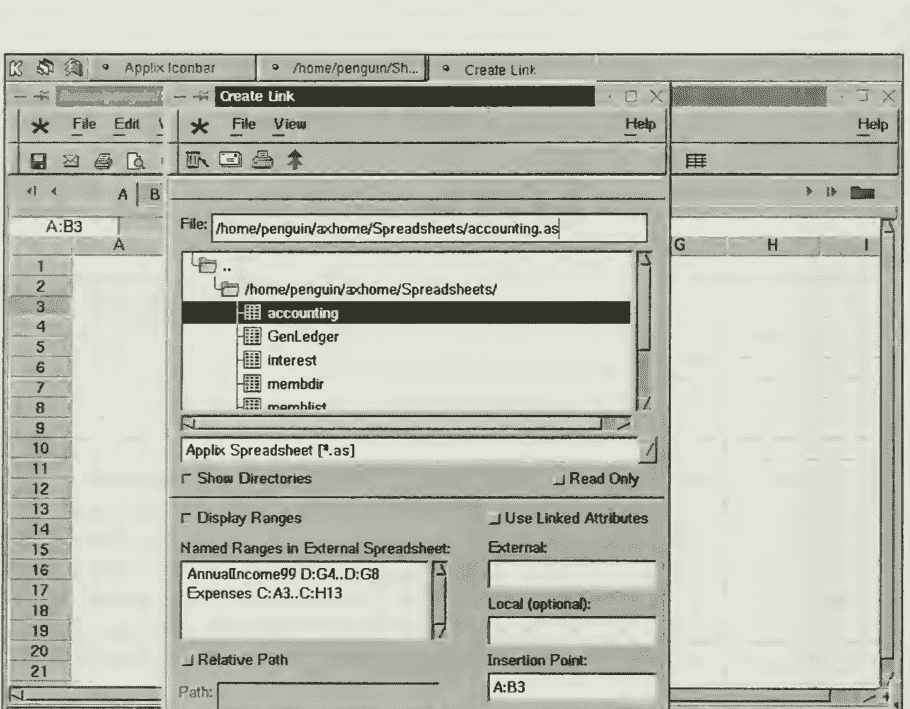 Applix Iconbar
/home/penguin/Sh...
Create Link
Create Link
File Edit
File View
Help
Help
A B
A:B3
File: /home/penguin/axhome/Spreadsheets/accounting.as
A
G H I
..
/home/penguin/axhome/Spreadsheets/
accounting
GenLedger
interest
membdir
memblist
1
2
3
4
5
6
7
8
9
10
11
12
13
14
15
16
17
18
19
20
21
Applix Spreadsheet [*.as]
Show Directories
Read Only
Display Ranges
Use Linked Attributes
Named Ranges in External Spreadsheet:
External:
AnnualIncome99 D:G4..D:G8
Expenses C:A3..C:H13
Local (optional):
Relative Path
Insertion Point:
Path:
A:B3